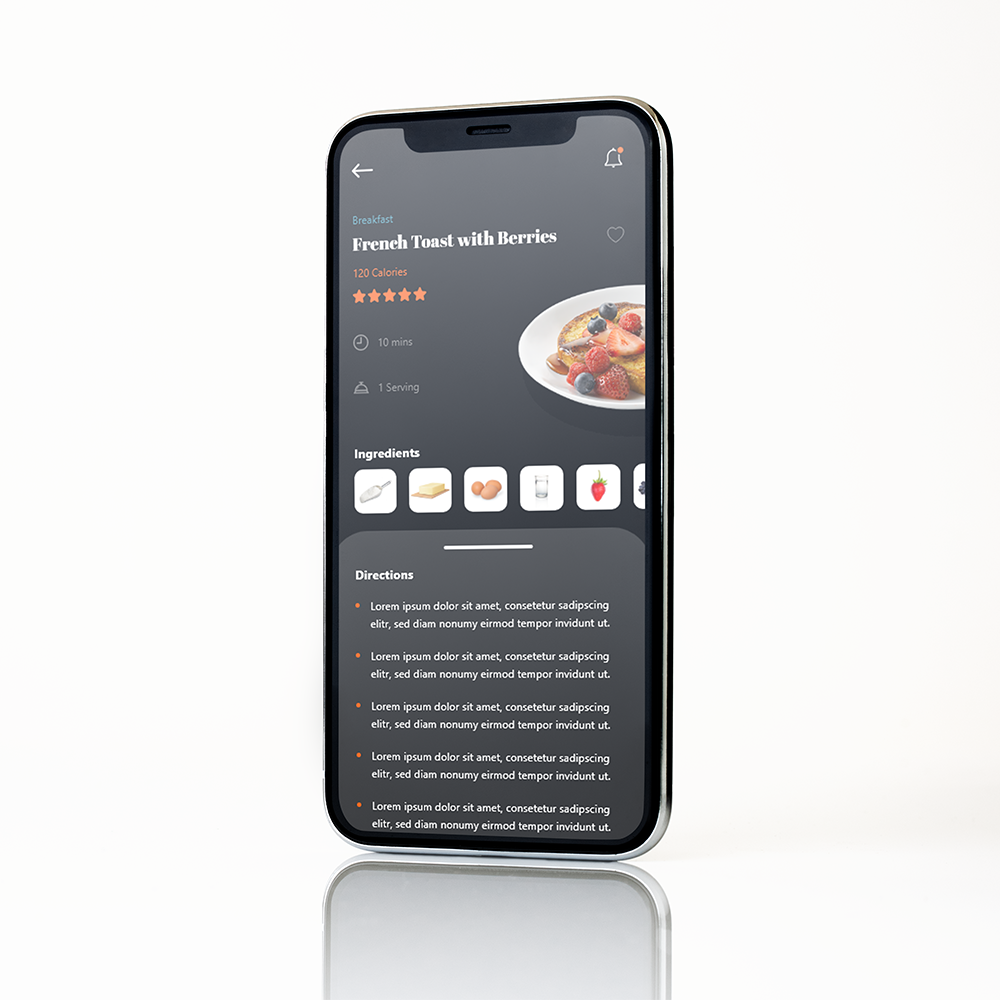 Breakfast
French Toast with Berries
120 Calories
10 mins
1 Serving
Ingredients
Directions
Lorem ipsum dolor sit amet, consetetur sadipscing
elitr, sed diam nonumy eirmod tempor invidunt ut.
Lorem ipsum dolor sit amet, consetetur sadipscing
elitr, sed diam nonumy eirmod tempor invidunt ut.
Lorem ipsum dolor sit amet, consetetur sadipscing
elitr, sed diam nonumy eirmod tempor invidunt ut.
Lorem ipsum dolor sit amet, consetetur sadipscing
elitr, sed diam nonumy eirmod tempor invidunt ut.
Lorem ipsum dolor sit amet, consetetur sadipscing
elitr, sed diam nonumy eirmod tempor invidunt ut.